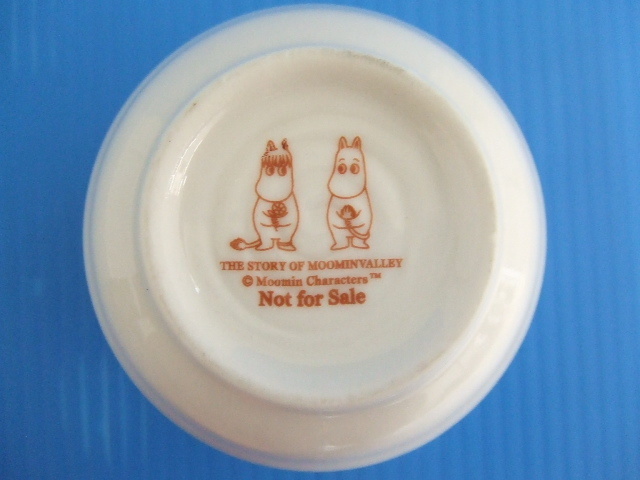 THE STORY OF MOOMINVALLEY
© Moomin Characters™
Not for Sale